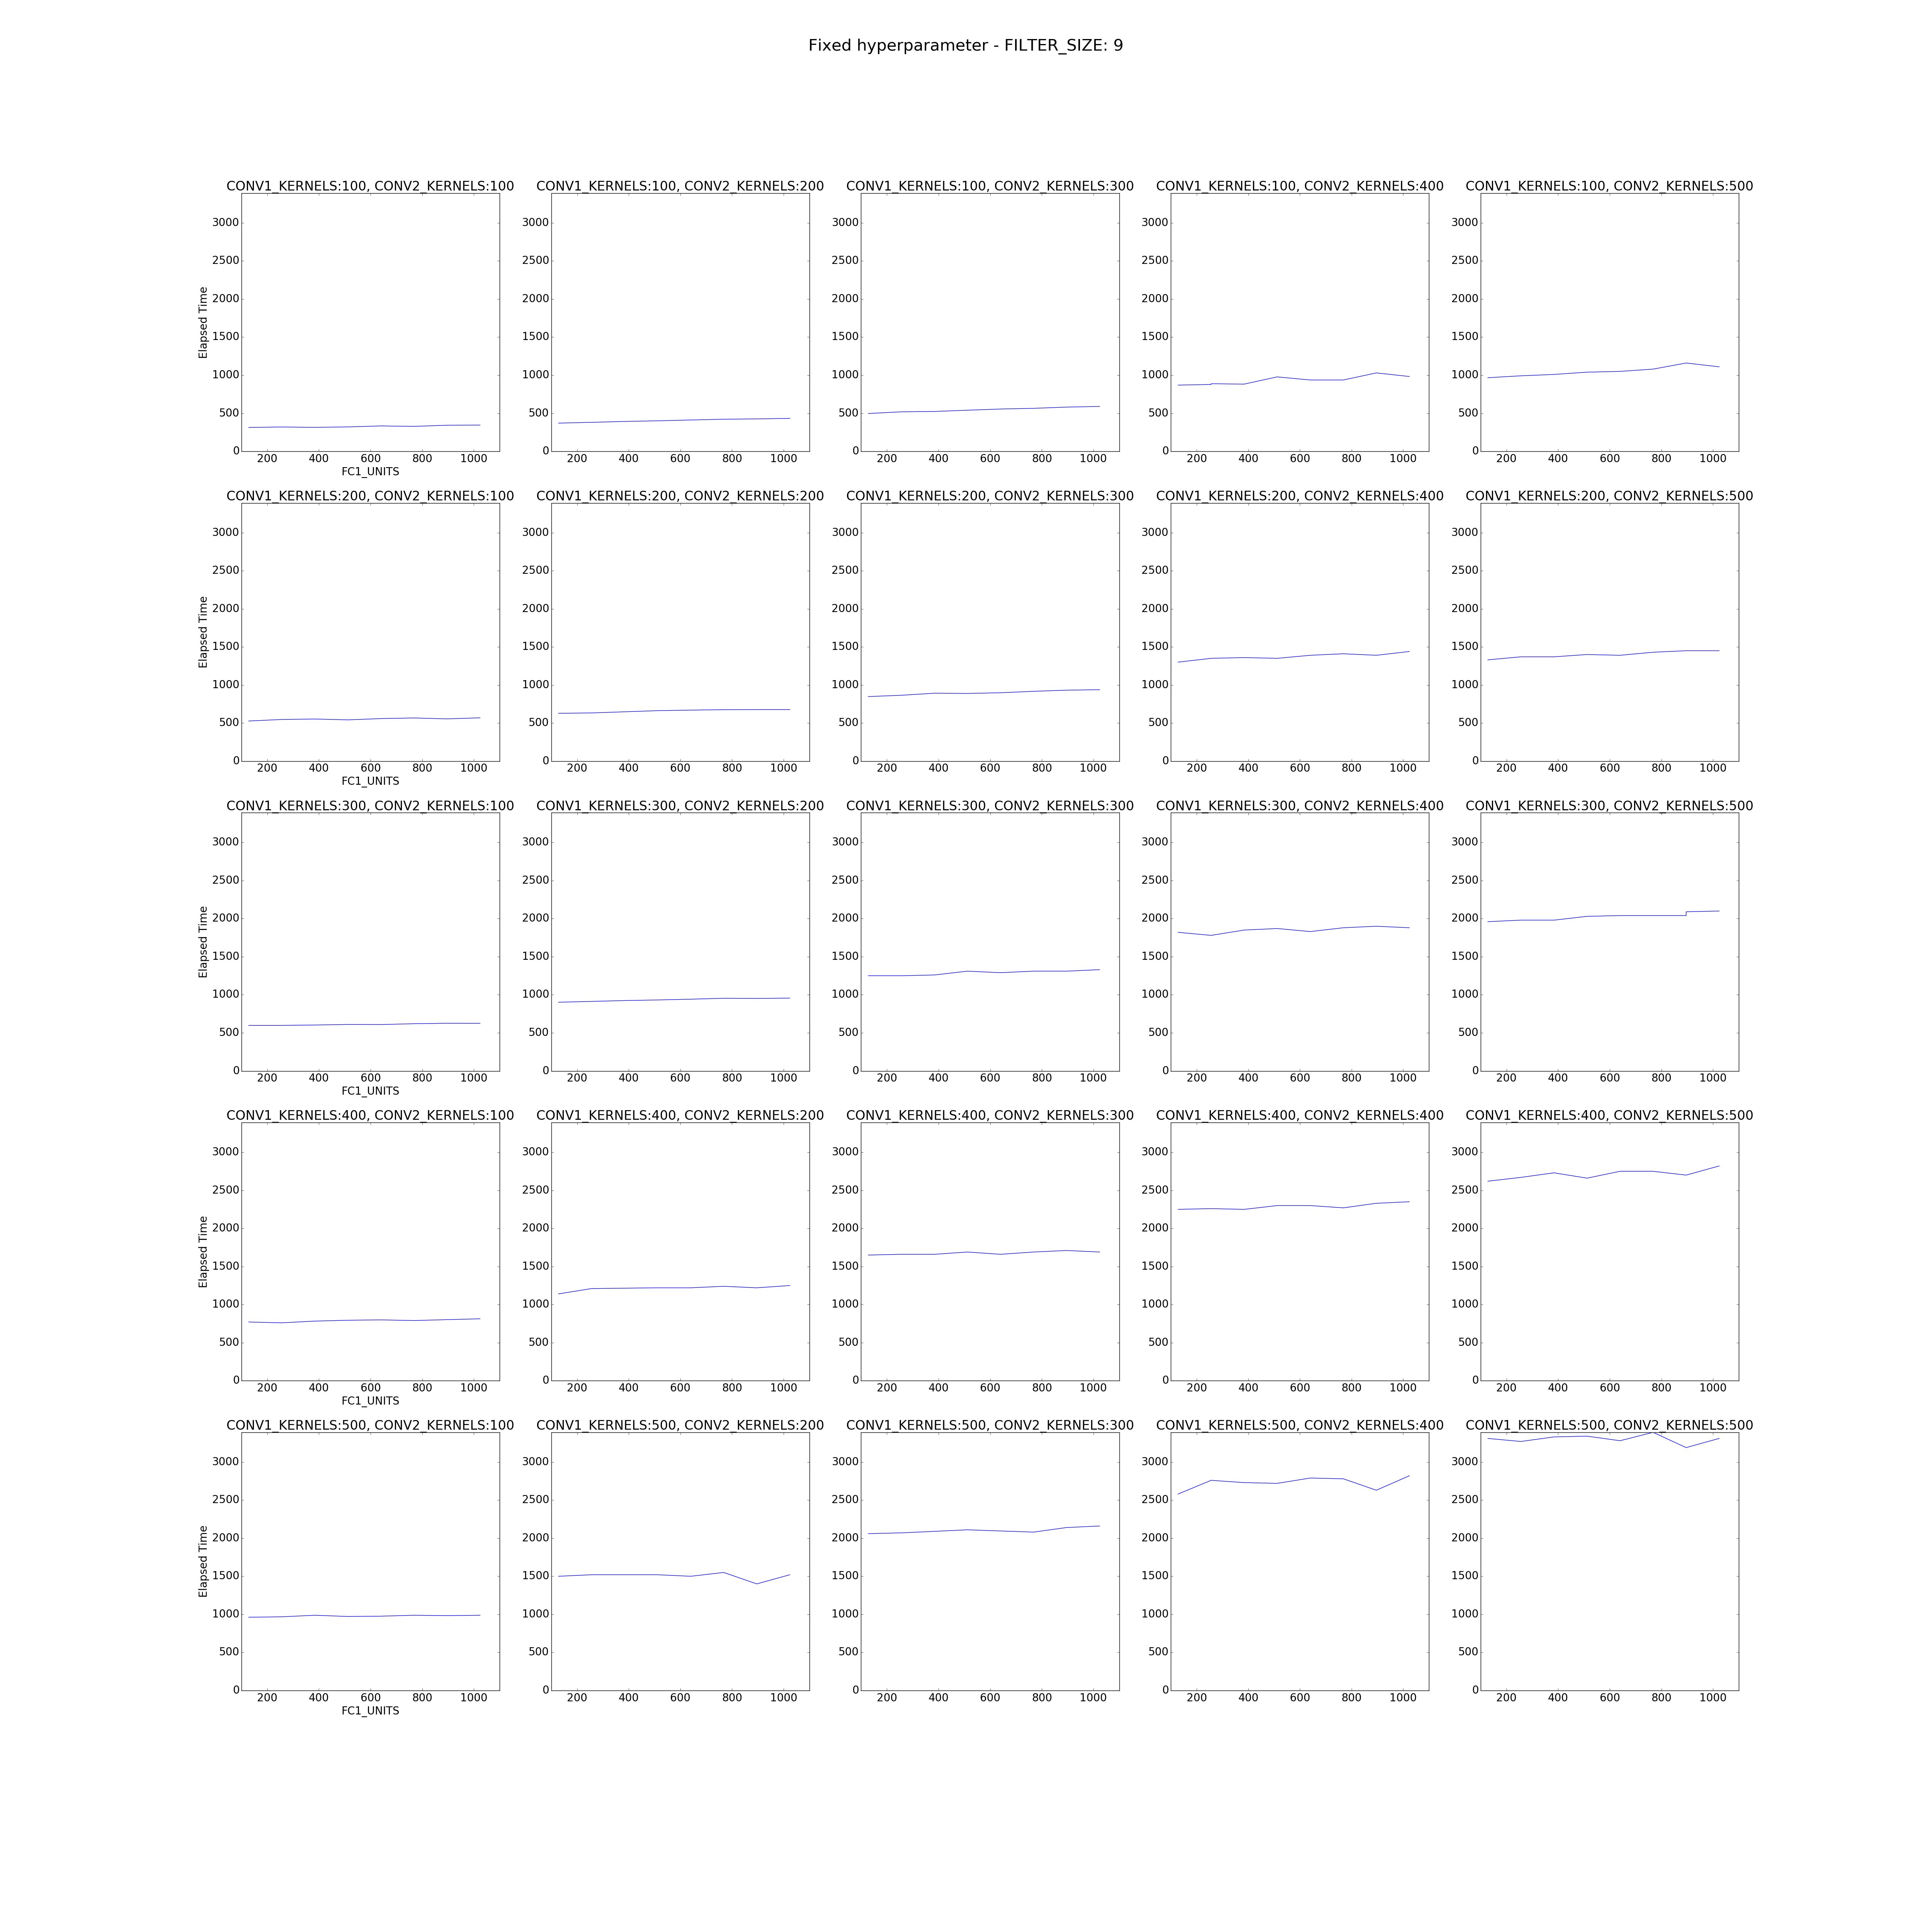 Fixed hyperparameter - FILTER_SIZE: 9
CONV1_KERNELS:100, CONV2_KERNELS:100
3000
2500
2000
1500
1000
500
0
Elapsed Time
200 400 600 800 1000
FC1_UNITS
CONV1_KERNELS:100, CONV2_KERNELS:200
3000
2500
2000
1500
1000
500
0
200 400 600 800 1000
CONV1_KERNELS:100, CONV2_KERNELS:300
3000
2500
2000
1500
1000
500
0
200 400 600 800 1000
CONV1_KERNELS:100, CONV2_KERNELS:400
3000
2500
2000
1500
1000
500
0
200 400 600 800 1000
CONV1_KERNELS:100, CONV2_KERNELS:500
3000
2500
2000
1500
1000
500
0
200 400 600 800 1000
CONV1_KERNELS:200, CONV2_KERNELS:100
3000
2500
2000
1500
1000
500
0
Elapsed Time
200 400 600 800 1000
FC1_UNITS
CONV1_KERNELS:200, CONV2_KERNELS:200
3000
2500
2000
1500
1000
500
0
200 400 600 800 1000
CONV1_KERNELS:200, CONV2_KERNELS:300
3000
2500
2000
1500
1000
500
0
200 400 600 800 1000
CONV1_KERNELS:200, CONV2_KERNELS:400
3000
2500
2000
1500
1000
500
0
200 400 600 800 1000
CONV1_KERNELS:200, CONV2_KERNELS:500
3000
2500
2000
1500
1000
500
0
200 400 600 800 1000
CONV1_KERNELS:300, CONV2_KERNELS:100
3000
2500
2000
1500
1000
500
0
Elapsed Time
200 400 600 800 1000
FC1_UNITS
CONV1_KERNELS:300, CONV2_KERNELS:200
3000
2500
2000
1500
1000
500
0
200 400 600 800 1000
CONV1_KERNELS:300, CONV2_KERNELS:300
3000
2500
2000
1500
1000
500
0
200 400 600 800 1000
CONV1_KERNELS:300, CONV2_KERNELS:400
3000
2500
2000
1500
1000
500
0
200 400 600 800 1000
CONV1_KERNELS:300, CONV2_KERNELS:500
3000
2500
2000
1500
1000
500
0
200 400 600 800 1000
CONV1_KERNELS:400, CONV2_KERNELS:100
3000
2500
2000
1500
1000
500
0
Elapsed Time
200 400 600 800 1000
FC1_UNITS
CONV1_KERNELS:400, CONV2_KERNELS:200
3000
2500
2000
1500
1000
500
0
200 400 600 800 1000
CONV1_KERNELS:400, CONV2_KERNELS:300
3000
2500
2000
1500
1000
500
0
200 400 600 800 1000
CONV1_KERNELS:400, CONV2_KERNELS:400
3000
2500
2000
1500
1000
500
0
200 400 600 800 1000
CONV1_KERNELS:400, CONV2_KERNELS:500
3000
2500
2000
1500
1000
500
0
200 400 600 800 1000
CONV1_KERNELS:500, CONV2_KERNELS:100
3000
2500
2000
1500
1000
500
0
Elapsed Time
200 400 600 800 1000
FC1_UNITS
CONV1_KERNELS:500, CONV2_KERNELS:200
3000
2500
2000
1500
1000
500
0
200 400 600 800 1000
CONV1_KERNELS:500, CONV2_KERNELS:300
3000
2500
2000
1500
1000
500
0
200 400 600 800 1000
CONV1_KERNELS:500, CONV2_KERNELS:400
3000
2500
2000
1500
1000
500
0
200 400 600 800 1000
CONV1_KERNELS:500, CONV2_KERNELS:500
3000
2500
2000
1500
1000
500
0
200 400 600 800 1000